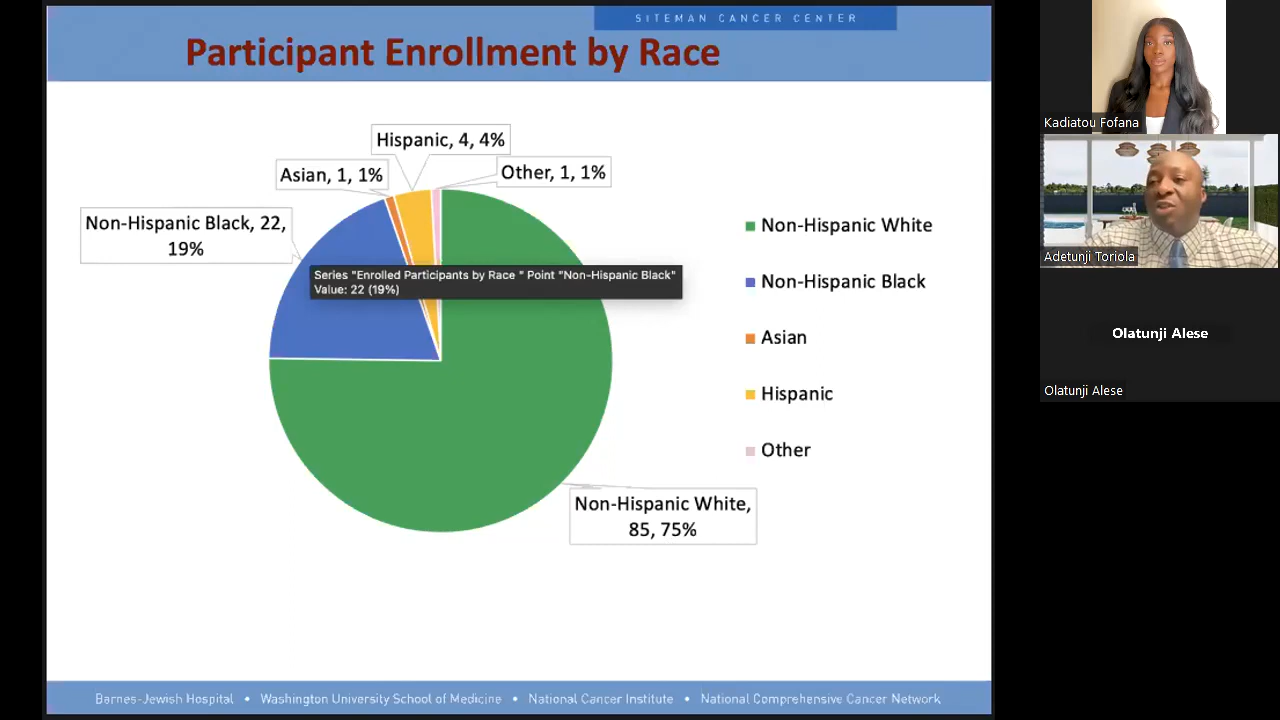 SITEMAN CANCER CENTER
Participant Enrollment by Race
Hispanic, 4, 4%
Asian, 1, 1%
Other, 1, 1%
Non-Hispanic Black, 22,
19%
Series "Enrolled Participants by Race " Point "Non-Hispanic Black"
Value: 22 (19%)
Non-Hispanic White
Non-Hispanic Black
Asian
Hispanic
Other
Non-Hispanic White,
85, 75%
Barnes-Jewish Hospital • Washington University School of Medicine • National Cancer Institute • National Comprehensive Cancer Network
Kadiatou Fofana
Adetunji Toriola
Olatunji Alese
Olatunji Alese